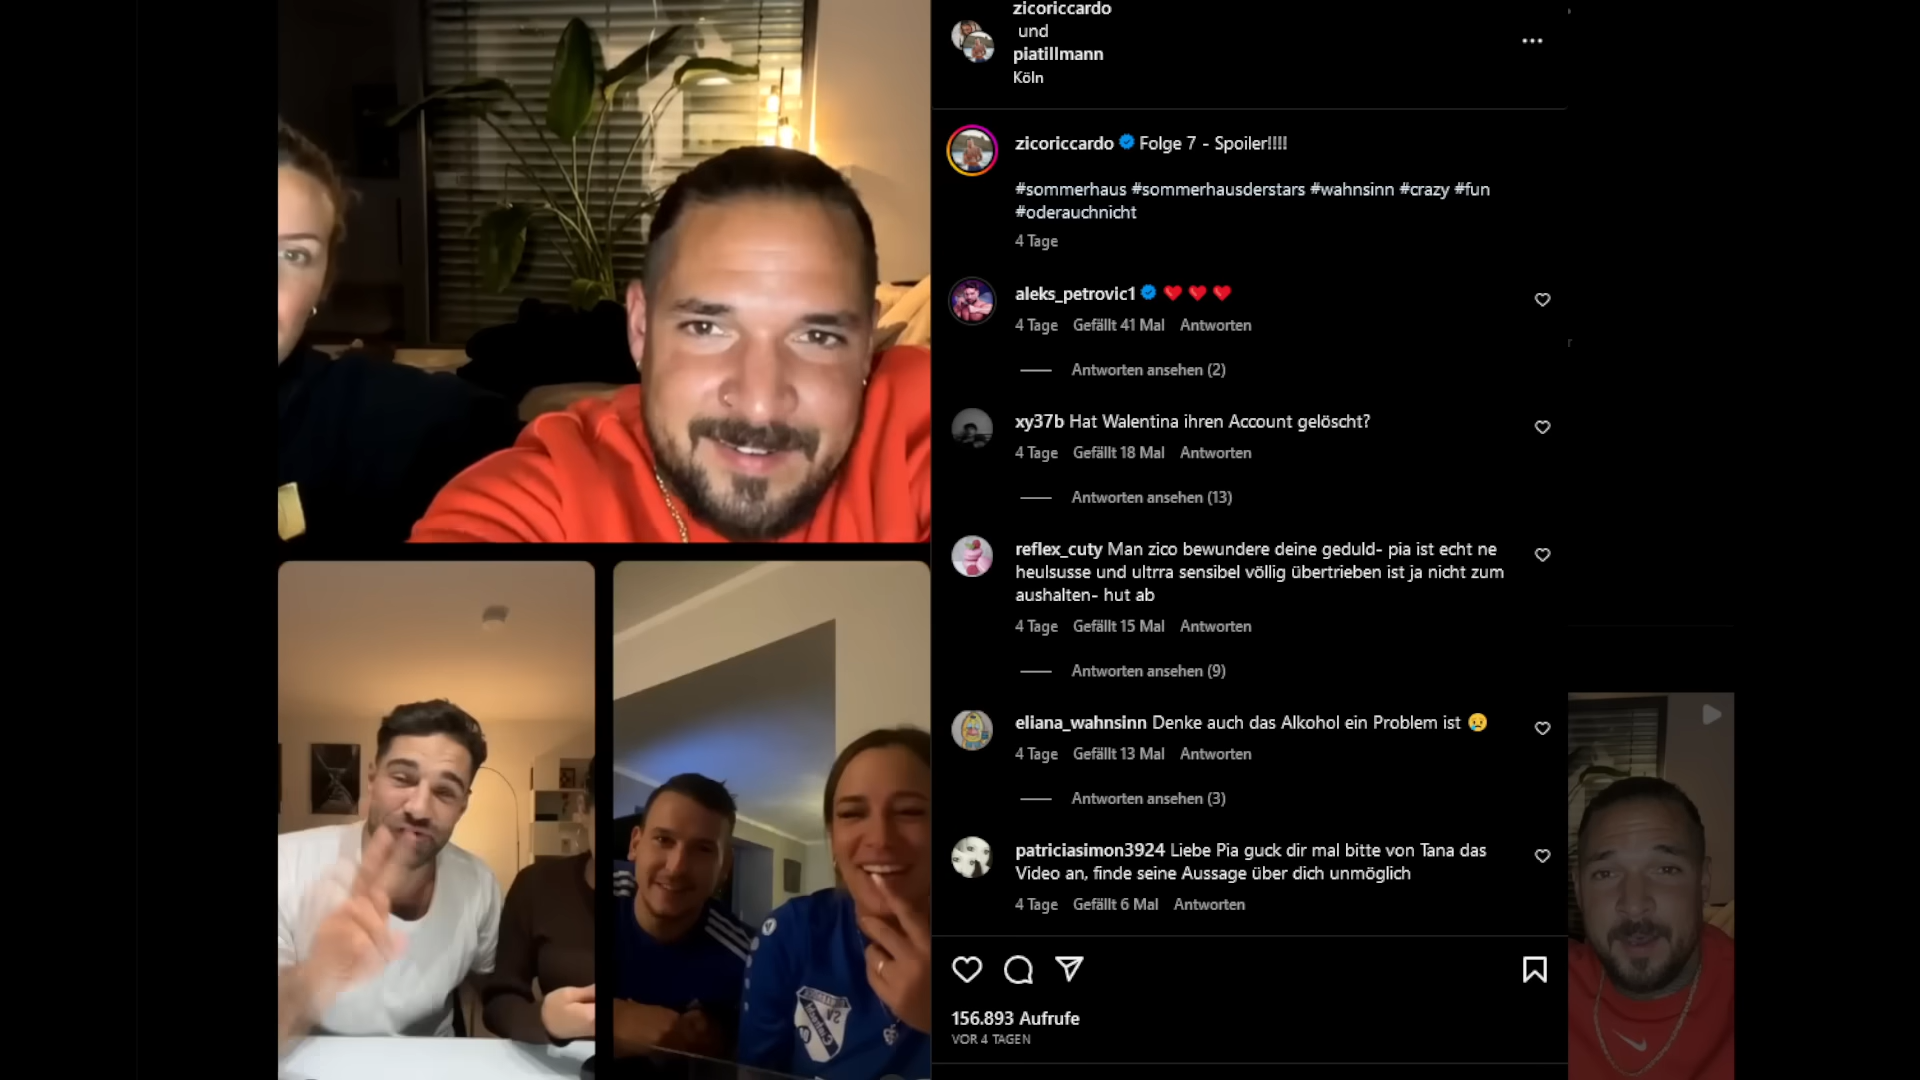 zicoriccardo
und
piatillmann
Köln
zicoriccardo Folge 7 - Spoiler!!!!
#sommerhaus #sommerhausderstars #wahnsinn #crazy #fun
#oderauchnicht
4 Tage
aleks_petrovic1 ❤️ ❤️ ❤️
4 Tage Gefällt 41 Mal Antworten
Antworten ansehen (2)
xy37b Hat Walentina ihren Account gelöscht?
4 Tage Gefällt 18 Mal Antworten
Antworten ansehen (13)
reflex_cuty Man zico bewundere deine geduld- pia ist echt ne
heulsusse und ultrra sensibel völlig übertrieben ist ja nicht zum
aushalten- hut ab
4 Tage Gefällt 15 Mal Antworten
Antworten ansehen (9)
eliana_wahnsinn Denke auch das Alkohol ein Problem ist 😥
4 Tage Gefällt 13 Mal Antworten
Antworten ansehen (3)
patriciasimon3924 Liebe Pia guck dir mal bitte von Tana das
Video an, finde seine Aussage über dich unmöglich
4 Tage Gefällt 6 Mal Antworten
156.893 Aufrufe
VOR 4 TAGEN